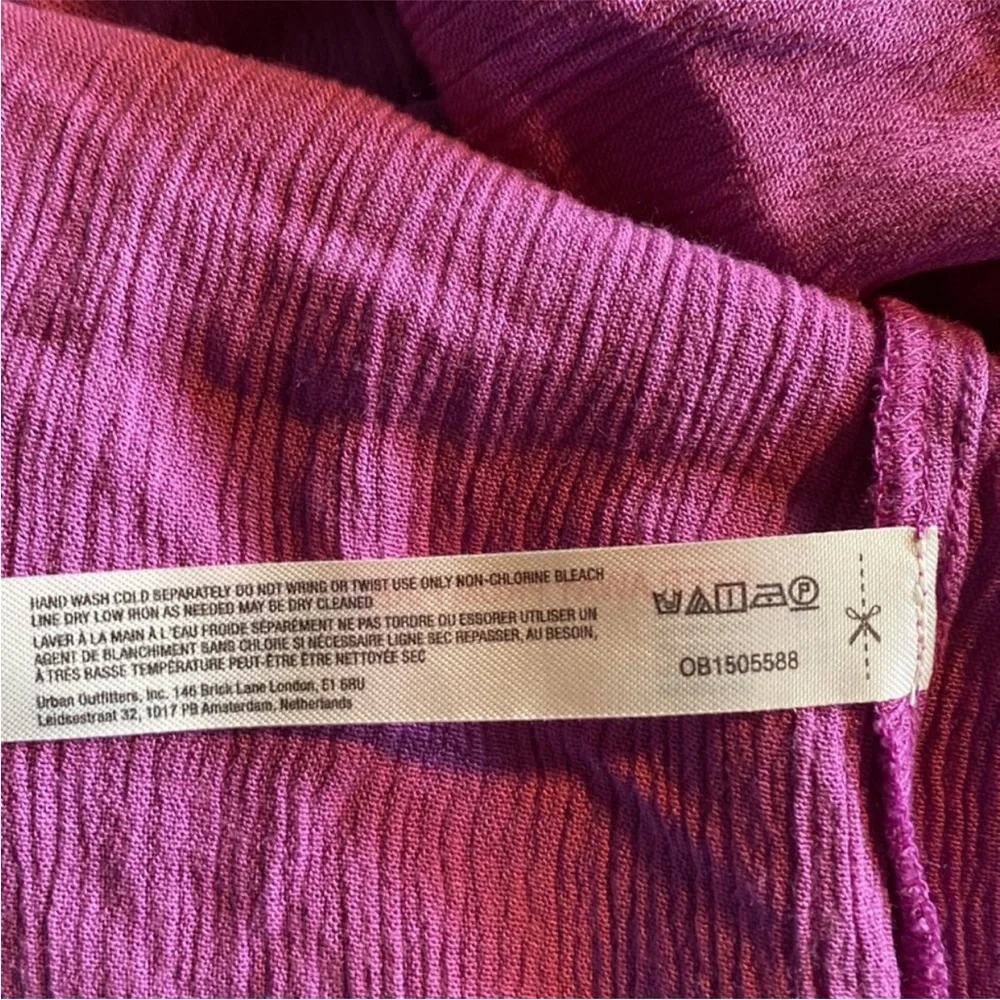 HAND WASH COLD SEPARATELY DO NOT WRING OR TWIST USE ONLY NON-CHLORINE BLEACH
LINE DRY LOW IRON AS NEEDED MAY BE DRY CLEANED
LAVER À LA MAIN À L'EAU FROIDE SÉPARÉMENT NE PAS TORDRE OU ESSORER UTILISER UN
AGENT DE BLANCHIMENT SANS CHLORE SI NÉCESSAIRE LIGNE SEC REPASSER, AU BESOIN,
À TRÈS BASSE TEMPÉRATURE PEUT-ÊTRE ÊTRE NETTOYÉE SEC
Urban Outfitters, Inc. 146 Brick Lane London, E1 6RU
Leidsestraat 32, 1017 PB Amsterdam, Netherlands
P
OB1505588